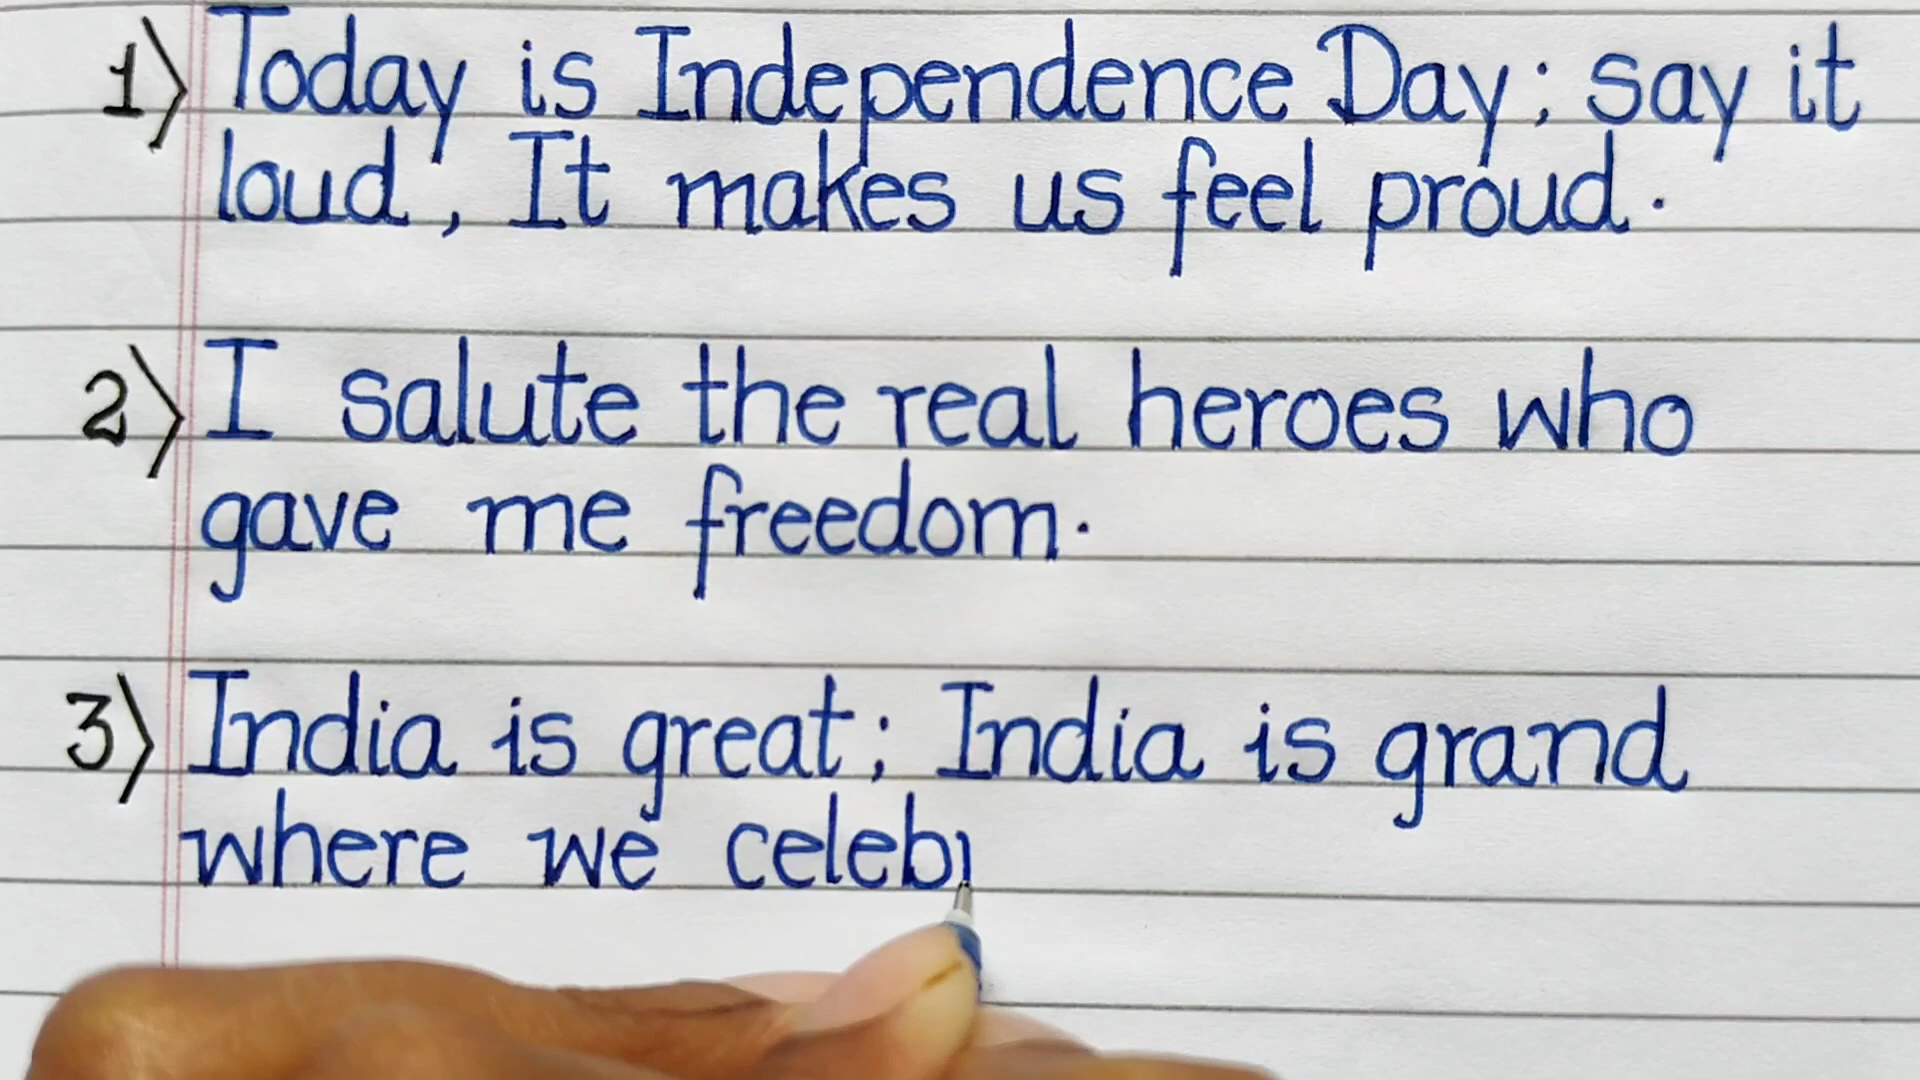 1) Today is Independence Day; say it
loud, It makes us feel proud.
2) I salute the real heroes who
gave me freedom.
3) India is great; India is grand
where we celeb